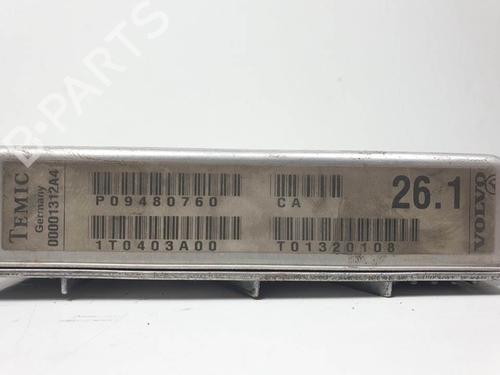 B-PARTS
TEMIC
Germany
00001312A4
P09480760
CA
26.1
1T0403A00
T01320108
VOLVO